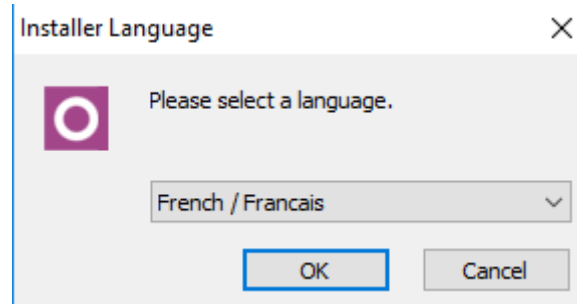 Installer Language
Please select a language.
French / Francais
OK
Cancel